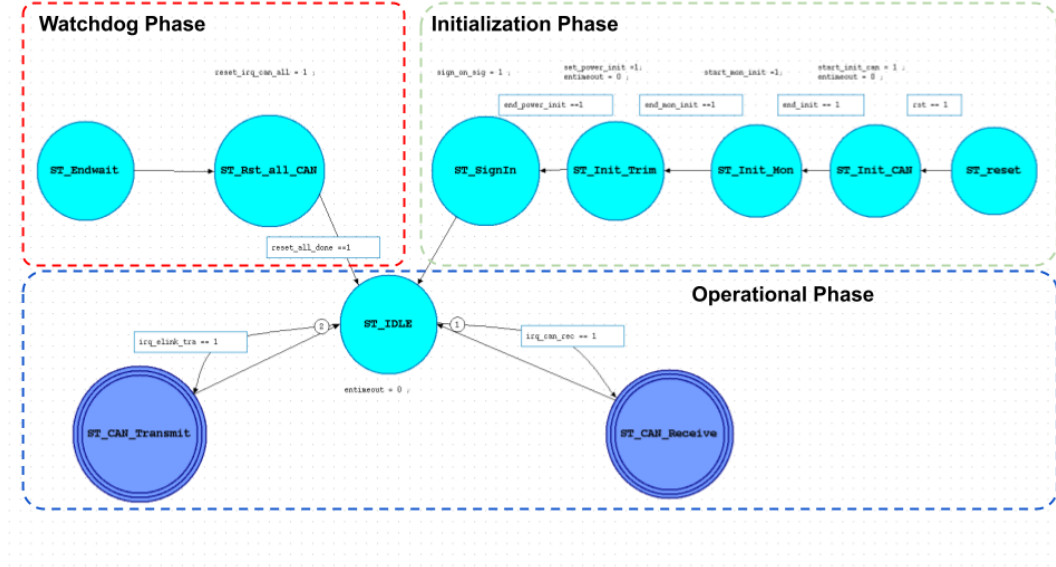 Watchdog Phase
Initialization Phase
reset_irq_can_all = 1 ;
sign_on_sig = 1 ;
set_power_init =1;
entimeout = 0 ;
start_mon_init =1;
start_init_can = 1 ;
entimeout = 0 ;
end_power_init ==1
end_mon_init ==1
end_init == 1
rst == 1
ST_Endwait
ST_Rst_all_CAN
ST_SignIn
ST_Init_Trim
ST_Init_Mon
ST_Init_CAN
ST_reset
reset_all_done ==1
Operational Phase
ST_IDLE
2
1
irq_elink_tra == 1
irq_can_rec == 1
entimeout = 0 ;
ST_CAN_Transmit
ST_CAN_Receive